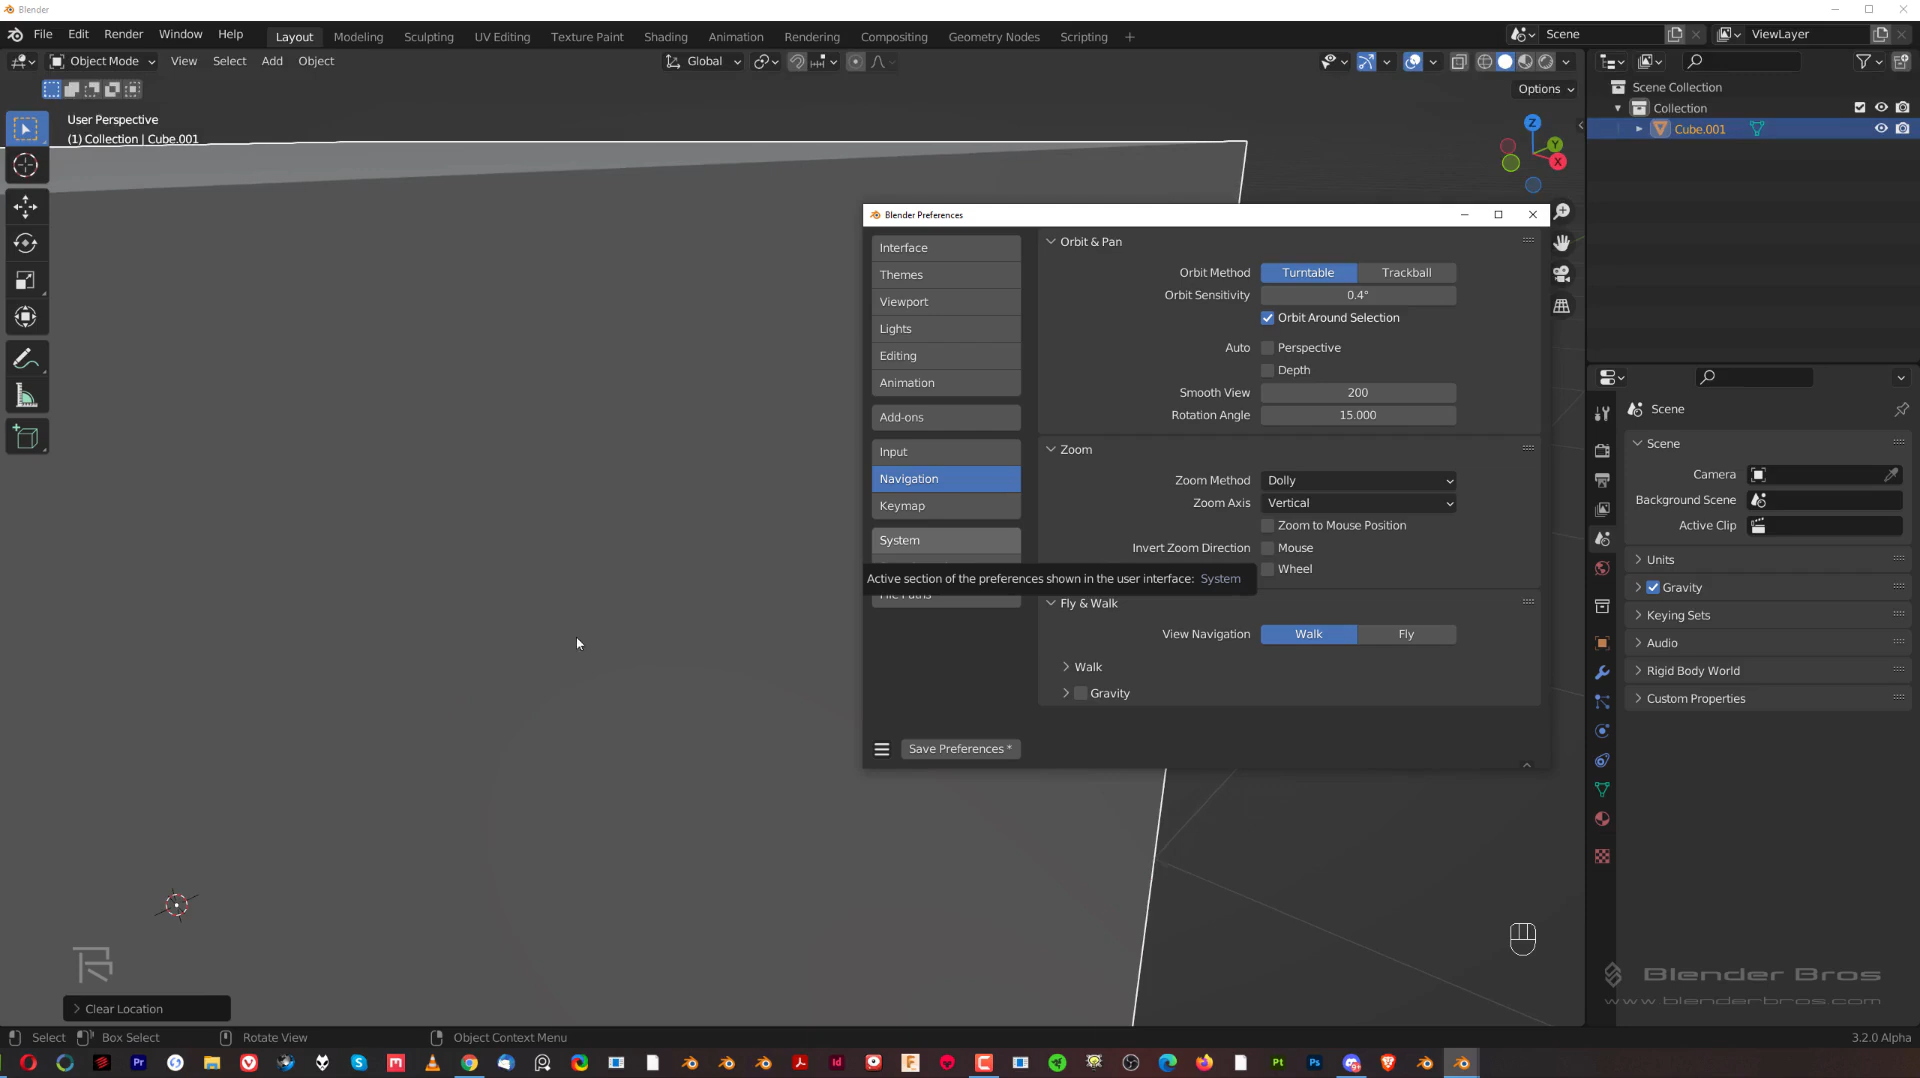 Blender
File Edit Render Window Help
Layout Modeling Sculpting UV Editing Texture Paint Shading Animation Rendering Compositing Geometry Nodes Scripting +
Scene
ViewLayer
Object Mode View Select Add Object
Global
Options
User Perspective
(1) Collection | Cube.001
Z
Y
X
Scene Collection
Collection
Cube.001
Blender Preferences
Interface
Themes
Viewport
Lights
Editing
Animation
Add-ons
Input
Navigation
Keymap
System
Save Preferences *
Orbit & Pan
Orbit Method Turntable Trackball
Orbit Sensitivity 0.4°
Orbit Around Selection
Auto Perspective
Depth
Smooth View 200
Rotation Angle 15.000
Zoom
Zoom Method Dolly
Zoom Axis Vertical
Zoom to Mouse Position
Invert Zoom Direction Mouse
Wheel
Active section of the preferences shown in the user interface: System
Fly & Walk
View Navigation Walk Fly
Walk
Gravity
Scene
Scene
Camera
Background Scene
Active Clip
Units
Gravity
Keying Sets
Audio
Rigid Body World
Custom Properties
Clear Location
Blender Bros
www.blenderbros.com
Select Box Select Rotate View Object Context Menu
3.2.0 Alpha